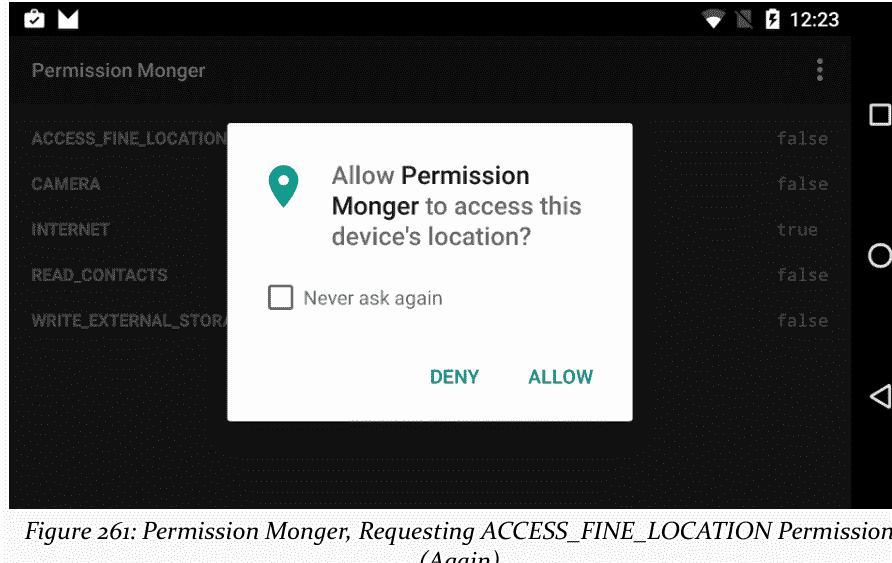 12:23
Permission Monger
ACCESS_FINE_LOCATION false
CAMERA false
INTERNET true
READ_CONTACTS false
WRITE_EXTERNAL_STORA false
Allow Permission
Monger to access this
device's location?
Never ask again
DENY ALLOW
Figure 261: Permission Monger, Requesting ACCESS_FINE_LOCATION Permission
(Again)